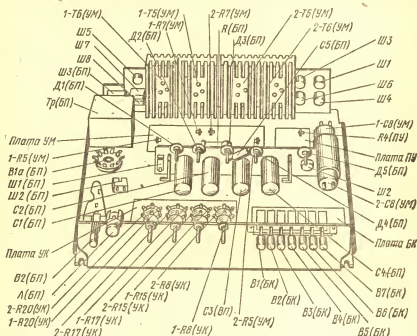 1-Т6(УМ)
1-Т5(УМ)
1-R7(УМ)
Д2(БП)
2-R7(УМ)
R(БП)
Д3(БП)
2-Т5(УМ)
2-Т6(УМ)
С5(БП)
Ш5
Ш7
Ш8
Ш3(БП)
Д1(БП)
Тр(БП)
Плата УМ
1-R5(УМ)
В1а(БП)
Ш1(БП)
Ш2(БП)
С2(БП)
С1(БП)
Плата УК
В2(БП)
Л(БП)
2-R20(УК)
1-R20(УК)
1-R17(УК)
2-R17(УК)
2-R15(УК)
1-R15(УК)
2-R8(УК)
1-R8(УК)
С3(БП)
2-R5(УМ)
В1(БК)
В2(БК)
В3(БК)
В4(БК)
В5(БК)
В6(БК)
В7(БК)
С4(БП)
Плата БК
Д4(БП)
2-С8(УМ)
Ш2
Д5(БП)
Плата ПУ
R4(ПУ)
1-С8(УМ)
Ш4
Ш6
Ш1
Ш3